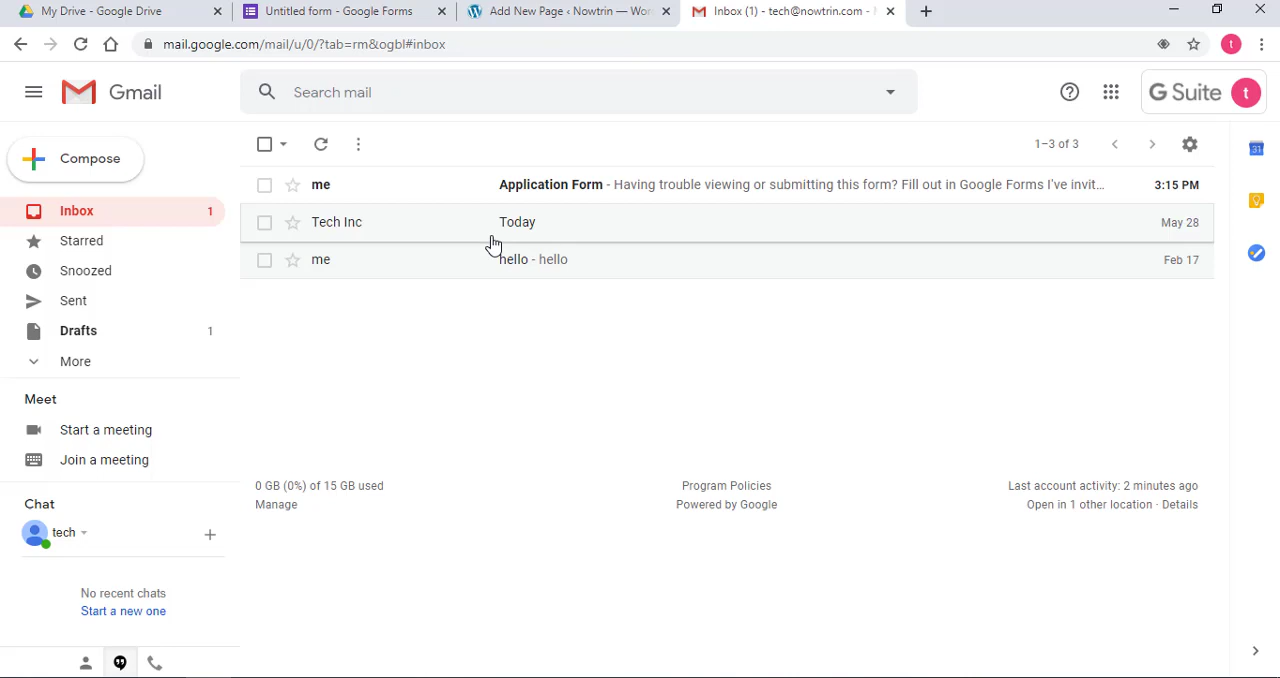 My Drive - Google Drive
Untitled form - Google Forms
Add New Page ‹ Nowtrin — Wor
Inbox (1) - tech@nowtrin.com -
mail.google.com/mail/u/0/?tab=rm&ogbl#inbox
t
Gmail
Search mail
G Suite
t
1–3 of 3
Compose
Inbox 1
Starred
Snoozed
Sent
Drafts 1
More
me Application Form - Having trouble viewing or submitting this form? Fill out in Google Forms I've invit... 3:15 PM
Tech Inc Today May 28
me hello - hello Feb 17
31
Meet
Start a meeting
Join a meeting
Chat
tech
No recent chats
Start a new one
0 GB (0%) of 15 GB used
Manage
Program Policies
Powered by Google
Last account activity: 2 minutes ago
Open in 1 other location · Details